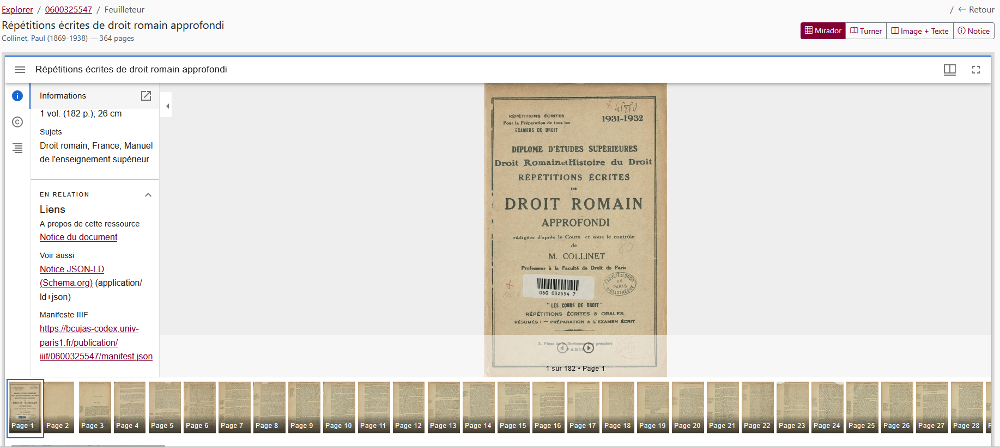 Explorer / 0600325547 / Feuilleteur
/ ← Retour
Répétitions écrites de droit romain approfondi
Collinet, Paul (1869-1938) — 364 pages
Mirador
Turner
Image + Texte
Notice
Répétitions écrites de droit romain approfondi
Informations
1 vol. (182 p.); 26 cm
Sujets
Droit romain, France, Manuel
de l'enseignement supérieur
EN RELATION
Liens
A propos de cette ressource
Notice du document
Voir aussi
Notice JSON-LD
(Schema.org) (application/
ld+json)
Manifeste IIIF
https://bcujas-codex.univ-
paris1.fr/publication/
iiif/0600325547/manifest.json
RÉPÉTITIONS ÉCRITES
Pour la Préparation de tous les
EXAMENS DE DROIT
1931-1932
DIPLOME D'ÉTUDES SUPÉRIEURES
Droit Romain et Histoire du Droit
RÉPÉTITIONS ÉCRITES
DE
DROIT ROMAIN
APPROFONDI
rédigées d'après le Cours et sous le contrôle
de
80
M. COLLINET
Professeur à la Faculté de Droit de Paris
060 032554 7
FACULTÉ DE DROIT
DE
PARIS
BIBLIOTHÈQUE
" LES COURS DE DROIT "
RÉPÉTITIONS ÉCRITES & ORALES
RÉSUMÉS : — PRÉPARATION A L'EXAMEN ÉCRIT
3, Place de la Sorbonne premier)
PARIS
1 sur 182 • Page 1
Page 1
Page 2
Page 3
Page 4
Page 5
Page 6
Page 7
Page 8
Page 9
Page 10
Page 11
Page 12
Page 13
Page 14
Page 15
Page 16
Page 17
Page 18
Page 19
Page 20
Page 21
Page 22
Page 23
Page 24
Page 25
Page 26
Page 27
Page 28